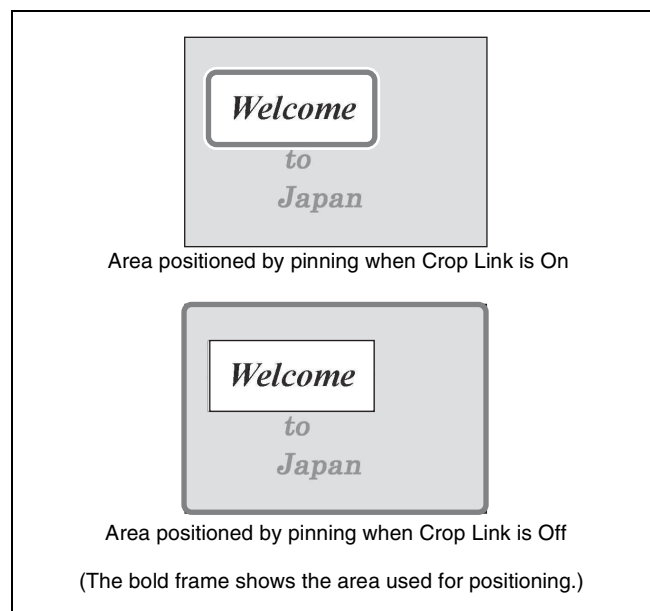 Welcome
to
Japan
Area positioned by pinning when Crop Link is On
Welcome
to
Japan
Area positioned by pinning when Crop Link is Off
(The bold frame shows the area used for positioning.)